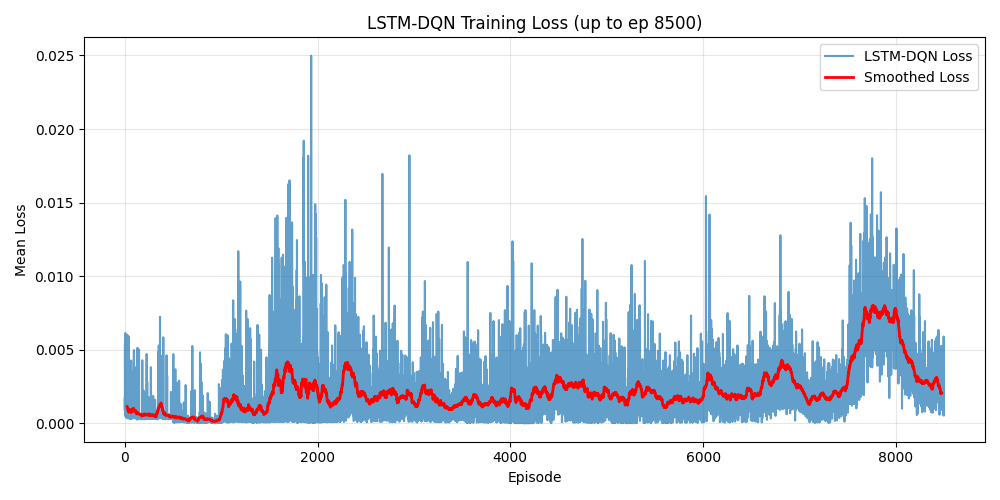 LSTM-DQN Training Loss (up to ep 8500)
LSTM-DQN Loss
Smoothed Loss
Mean Loss
0.025
0.020
0.015
0.010
0.005
0.000
0 2000 4000 6000 8000
Episode